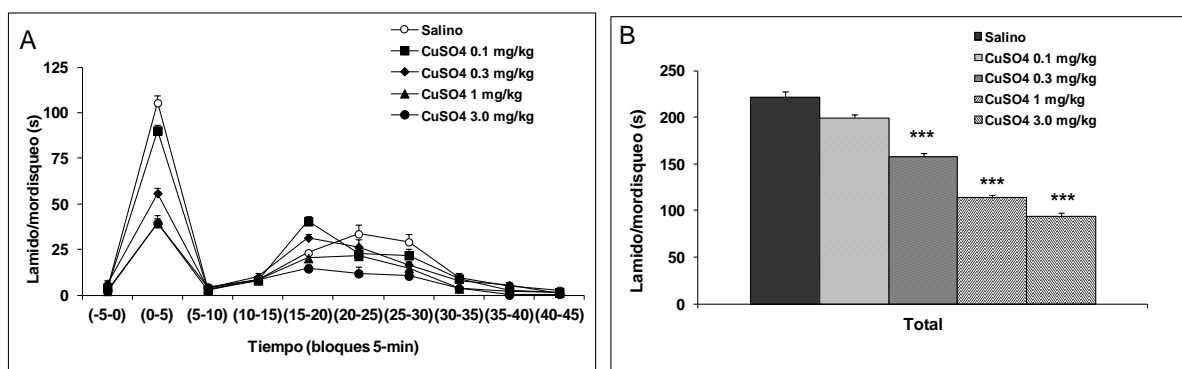 A
Salino
CuSO4 0.1 mg/kg
CuSO4 0.3 mg/kg
CuSO4 1 mg/kg
CuSO4 3.0 mg/kg
Lamido/mordisqueo (s)
125
100
75
50
25
0
(-5-0) (0-5) (5-10) (10-15) (15-20) (20-25) (25-30) (30-35) (35-40) (40-45)
Tiempo (bloques 5-min)
B
Salino
CuSO4 0.1 mg/kg
CuSO4 0.3 mg/kg
CuSO4 1 mg/kg
CuSO4 3.0 mg/kg
Lamido/mordisqueo (s)
250
200
150
100
50
0
***
***
***
Total